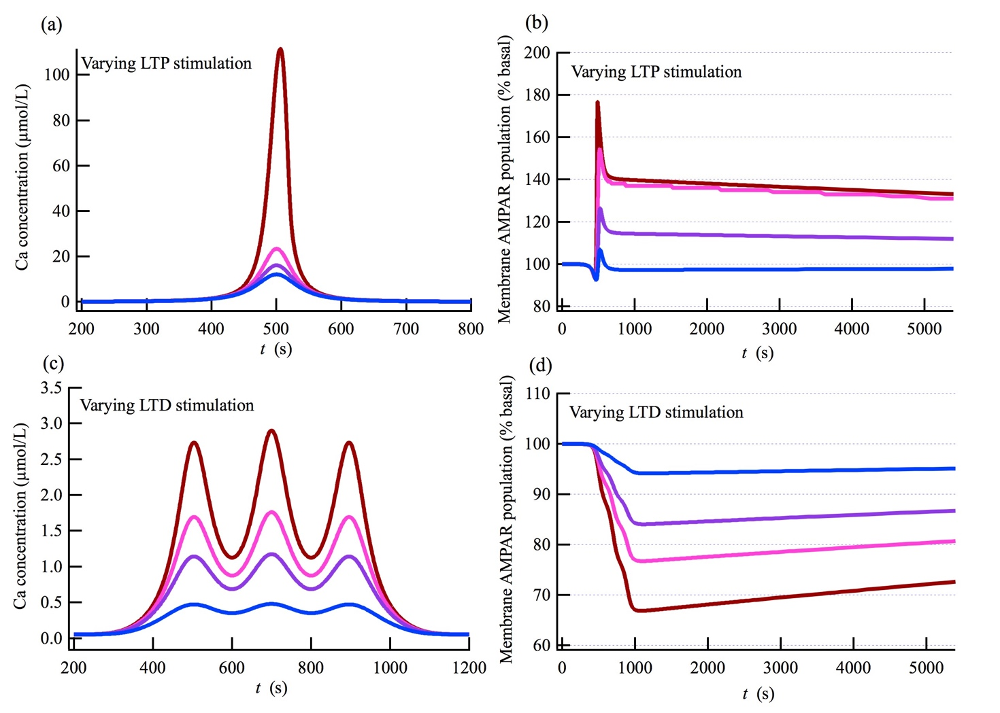 (a)
Varying LTP stimulation
Ca concentration (µmol/L)
100
80
60
40
20
0
200 300 400 500 600 700 800
t (s)
(b)
Varying LTP stimulation
Membrane AMPAR population (% basal)
200
180
160
140
120
100
80
0 1000 2000 3000 4000 5000
t (s)
(c)
Varying LTD stimulation
Ca concentration (µmol/L)
3.5
3.0
2.5
2.0
1.5
1.0
0.5
0.0
200 400 600 800 1000 1200
t (s)
(d)
Varying LTD stimulation
Membrane AMPAR population (% basal)
110
100
90
80
70
60
0 1000 2000 3000 4000 5000
t (s)